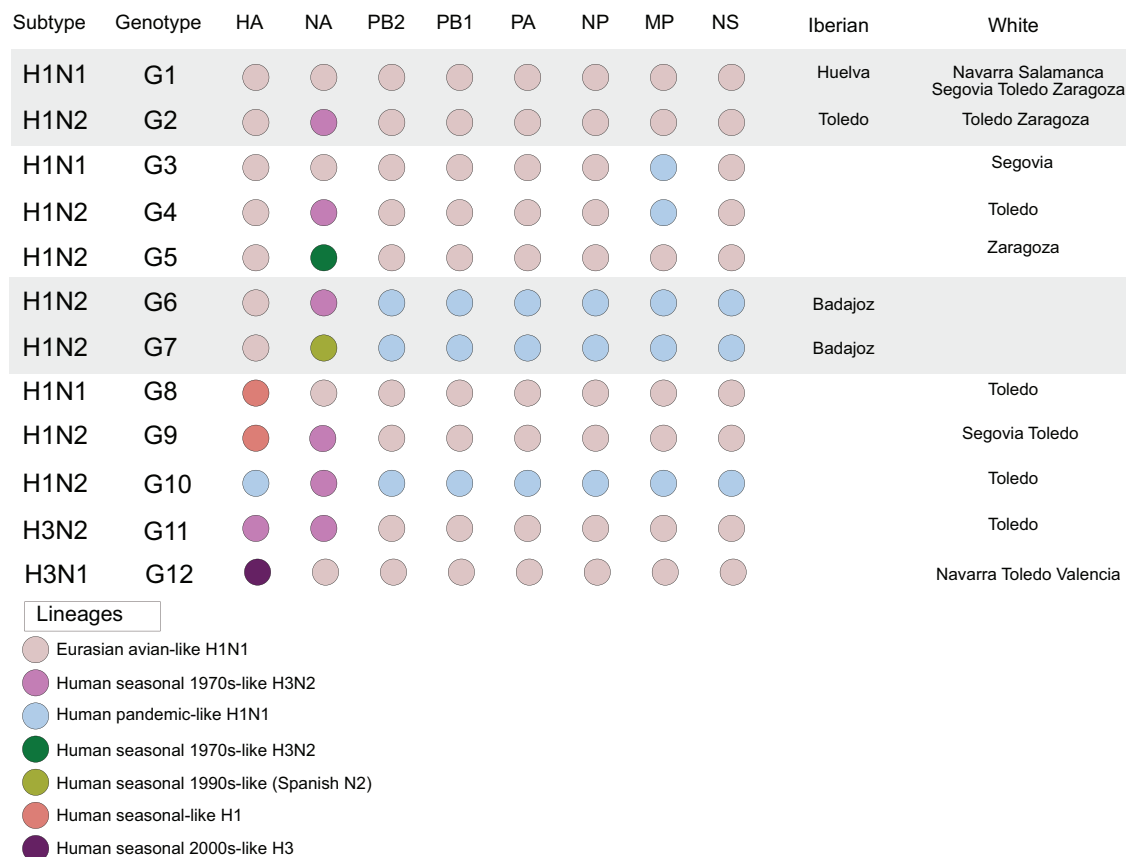 Subtype Genotype HA NA PB2 PB1 PA NP MP NS Iberian White
H1N1 G1 Huelva Navarra Salamanca
Segovia Toledo Zaragoza
H1N2 G2 Toledo Toledo Zaragoza
H1N1 G3 Segovia
H1N2 G4 Toledo
H1N2 G5 Zaragoza
H1N2 G6 Badajoz
H1N2 G7 Badajoz
H1N1 G8 Toledo
H1N2 G9 Segovia Toledo
H1N2 G10 Toledo
H3N2 G11 Toledo
H3N1 G12 Navarra Toledo Valencia
Lineages
Eurasian avian-like H1N1
Human seasonal 1970s-like H3N2
Human pandemic-like H1N1
Human seasonal 1970s-like H3N2
Human seasonal 1990s-like (Spanish N2)
Human seasonal-like H1
Human seasonal 2000s-like H3